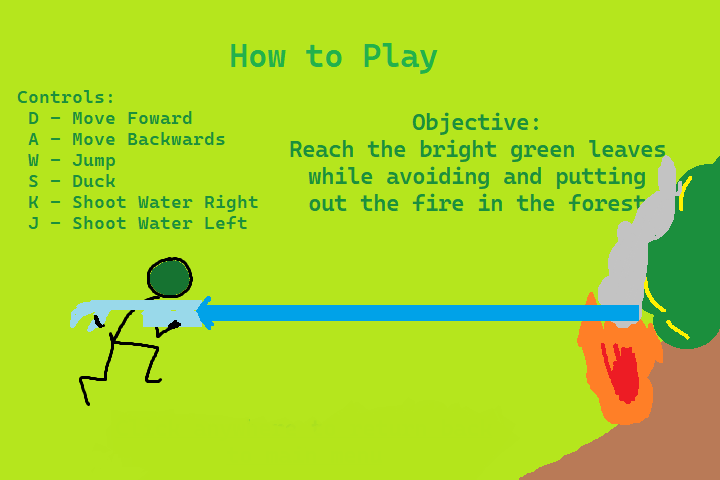 How to Play
Controls:
D - Move Foward
A - Move Backwards
W - Jump
S - Duck
K - Shoot Water Right
J - Shoot Water Left
Objective:
Reach the bright green leaves
while avoiding and putting
out the fire in the forest